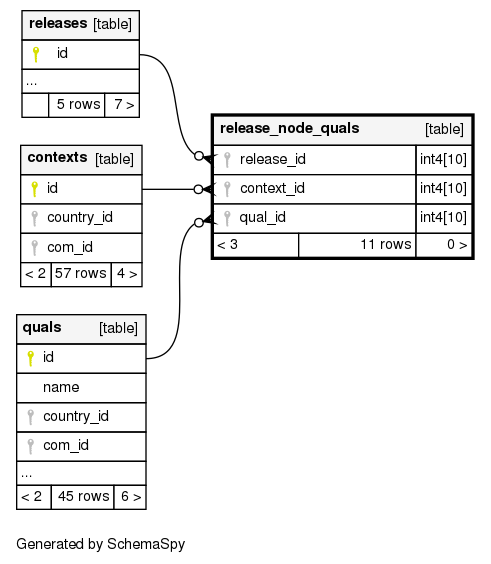 releases [table]
id
...
5 rows 7 >
contexts [table]
id
country_id
com_id
< 2 57 rows 4 >
quals [table]
id
name
country_id
com_id
...
< 2 45 rows 6 >
release_node_quals [table]
release_id int4[10]
context_id int4[10]
qual_id int4[10]
< 3 11 rows 0 >
Generated by SchemaSpy